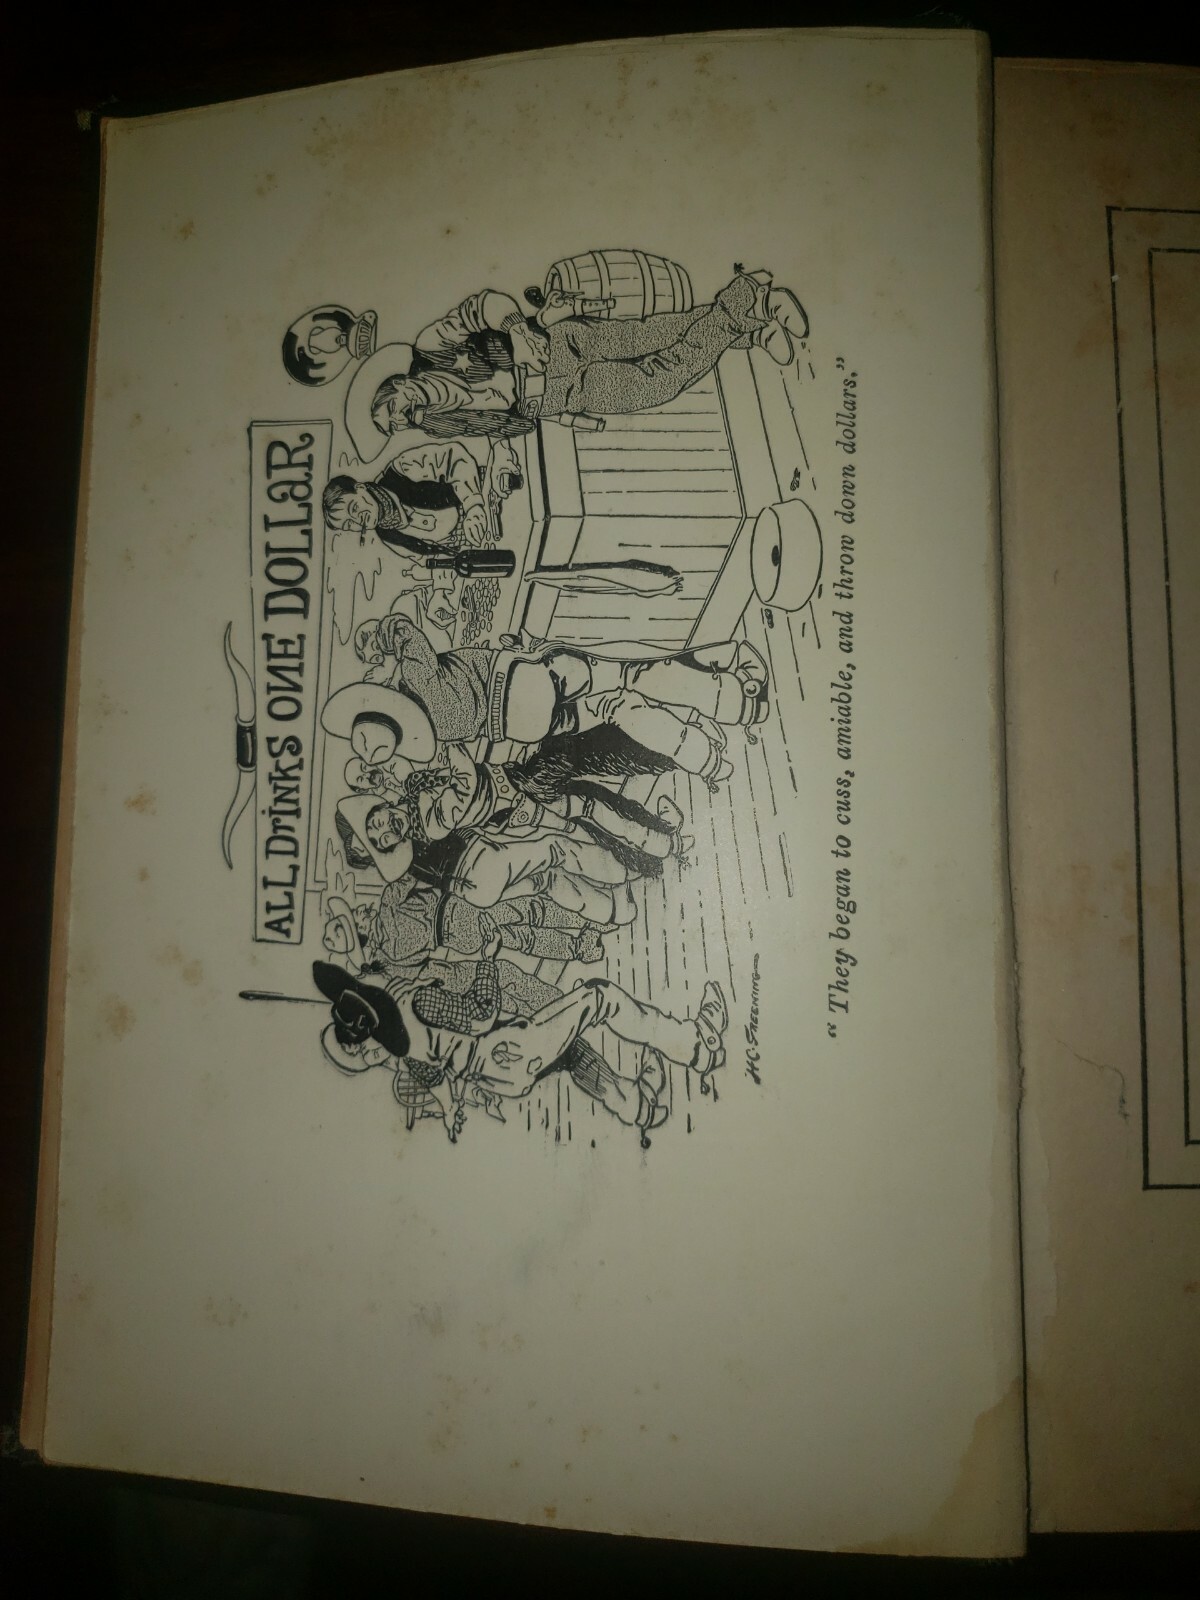 ALL DrINKS ONE DOLLaR
H.C. GREENING—
“They began to cuss, amiable, and throw down dollars.”